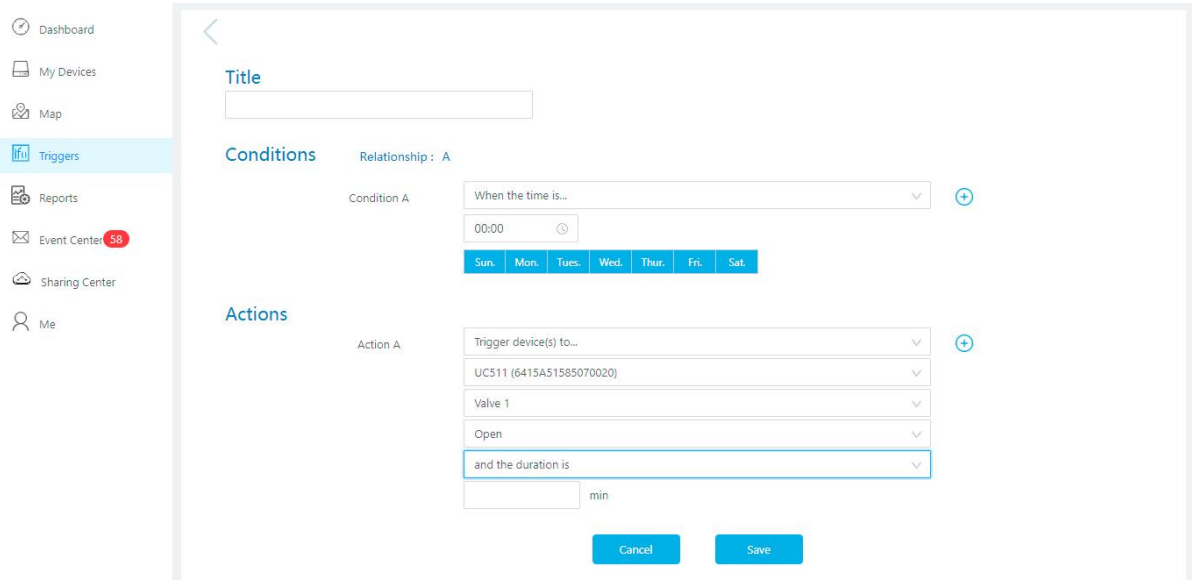 Dashboard
My Devices
Map
Triggers
Reports
Event Center 58
Sharing Center
Me
Title
Conditions Relationship : A
Condition A When the time is...
00:00
Sun. Mon. Tues. Wed. Thur. Fri. Sat.
Actions
Action A Trigger device(s) to...
UC511 (6415A51585070020)
Valve 1
Open
and the duration is
min
Cancel Save